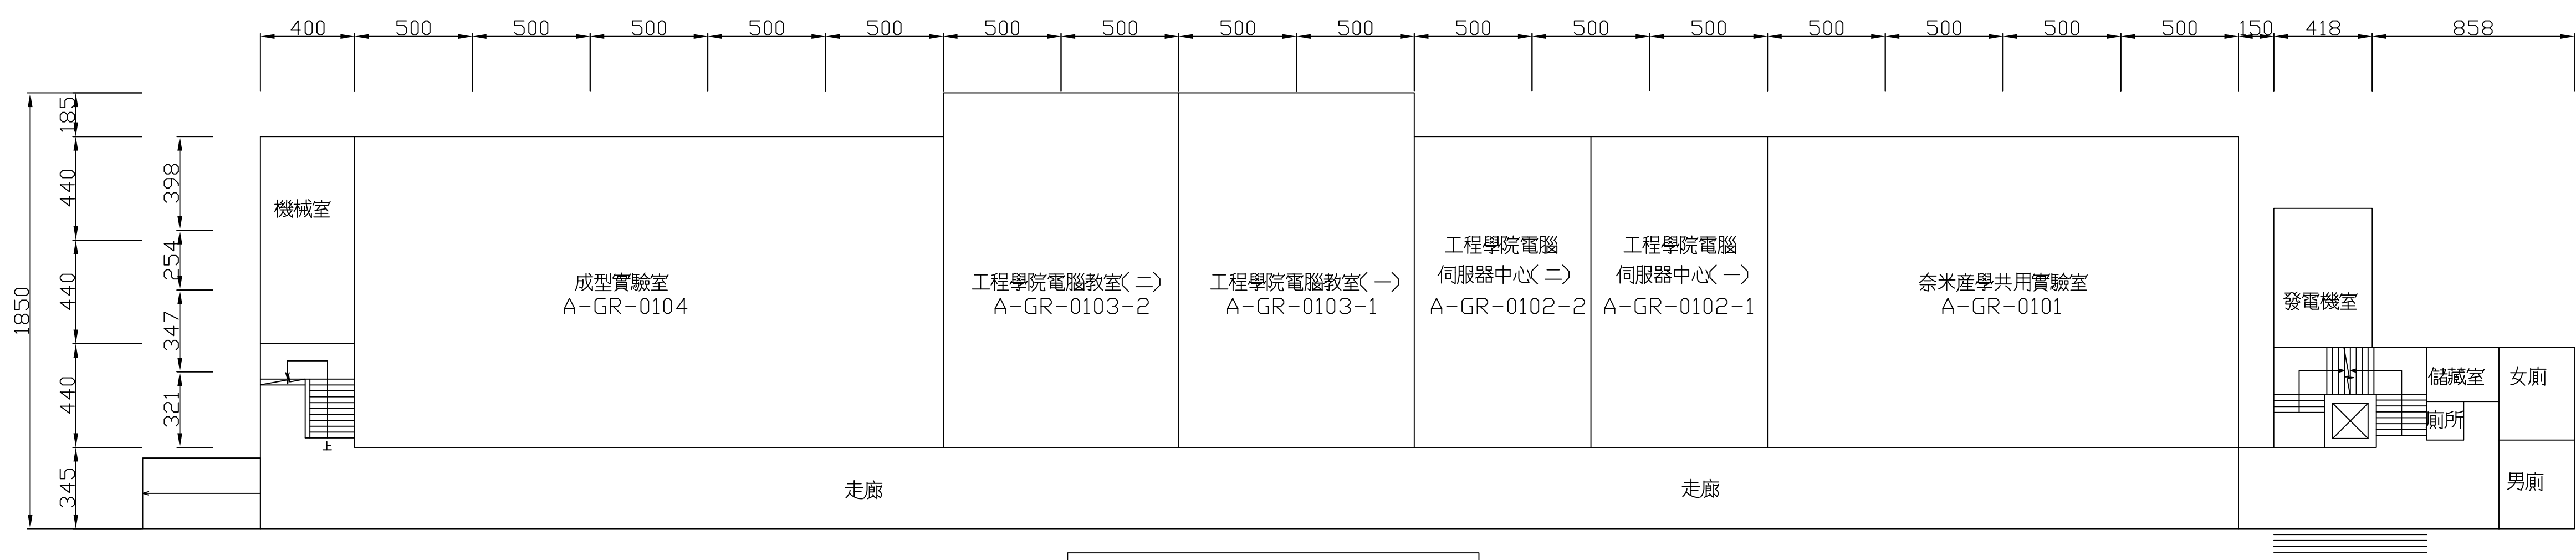 400 500 500 500 500 500 500 500 500 500 500 500 500 500 500 500 500 150 418 858
185
440
440
440
345
1850
398
254
347
321
機械室
上
成型實驗室
A-GR-0104
工程學院電腦教室(二)
A-GR-0103-2
工程學院電腦教室(一)
A-GR-0103-1
工程學院電腦
伺服器中心(二)
A-GR-0102-2
工程學院電腦
伺服器中心(一)
A-GR-0102-1
奈米産學共用實驗室
A-GR-0101
發電機室
儲藏室
女廁
廁所
男廁
走廊
走廊